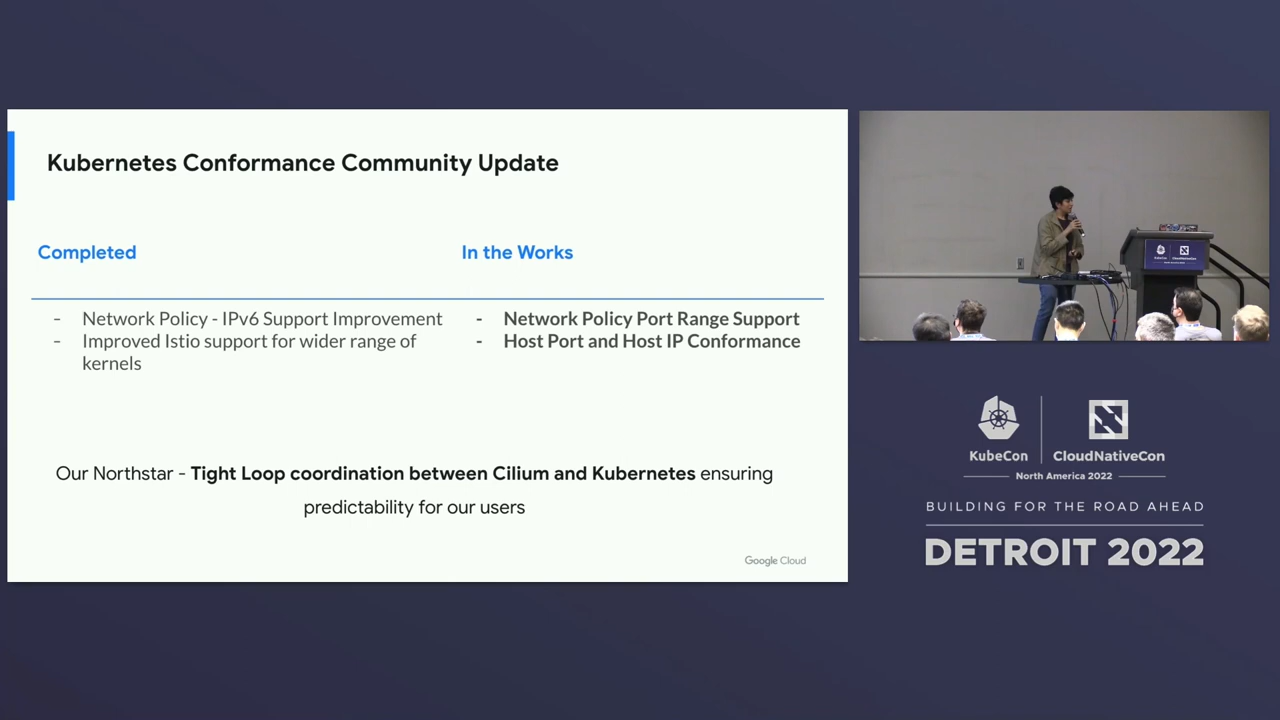 Kubernetes Conformance Community Update
Completed
In the Works
- Network Policy - IPv6 Support Improvement
- Improved Istio support for wider range of
kernels
- Network Policy Port Range Support
- Host Port and Host IP Conformance
Our Northstar - Tight Loop coordination between Cilium and Kubernetes ensuring
predictability for our users
Google Cloud
KubeCon
CloudNativeCon
North America 2022
BUILDING FOR THE ROAD AHEAD
DETROIT 2022